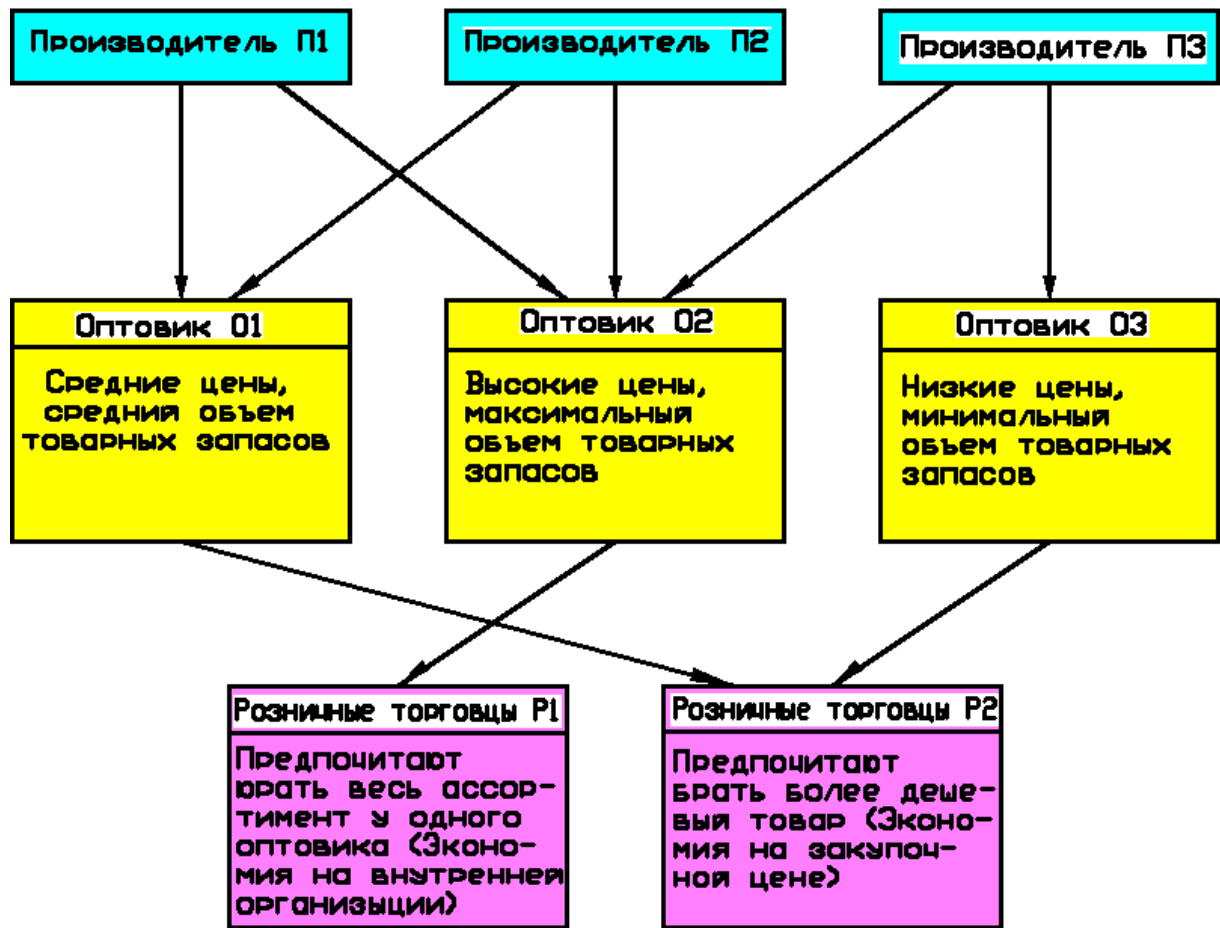 Производитель П1
Производитель П2
Производитель П3
Оптовик О1
Средние цены,
средний объем
товарных запасов
Оптовик О2
Высокие цены,
максимальный
объем товарных
запасов
Оптовик О3
Низкие цены,
минимальный
объем товарных
запасов
Розничные торговцы Р1
Предпочитают
юрать весь ассор-
тимент у одного
оптовика (Эконо-
мия на внутренней
организыции)
Розничные торговцы Р2
Предпочитают
брать более деше-
вый товар (Эконо-
мия на закупоч-
ной цене)